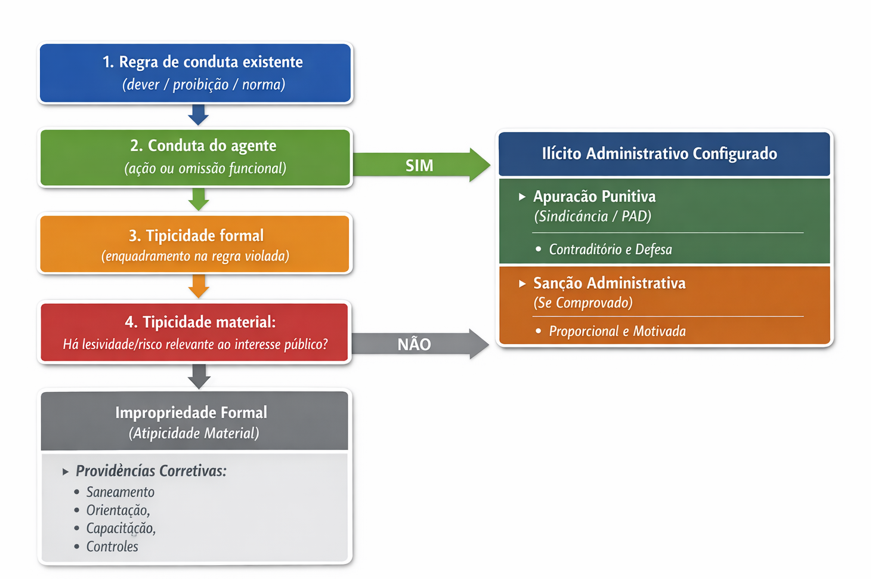 1. Regra de conduta existente
(dever / proibição / norma)
2. Conduta do agente
(ação ou omissão funcional)
SIM
3. Tipicidade formal
(enquadramento na regra violada)
4. Tipicidade material:
Há lesividade/risco relevante ao interesse público?
NÃO
Impropriedade Formal
(Atipicidade Material)
▸ Providências Corretivas:
• Saneamento
• Orientação,
• Capacitação,
• Controles
Ilícito Administrativo Configurado
▸ Apuração Punitiva
(Sindicância / PAD)
• Contraditório e Defesa
▸ Sanção Administrativa
(Se Comprovado)
• Proporcional e Motivada